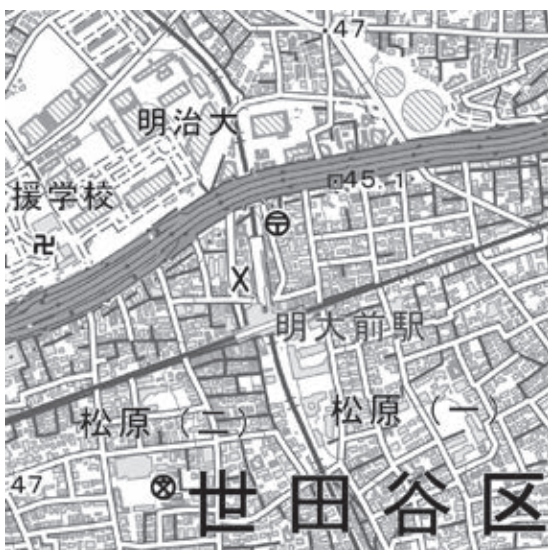 47
明治大
45.1
援学校
明大前駅
松原（二）
松原（一）
47
世田谷区